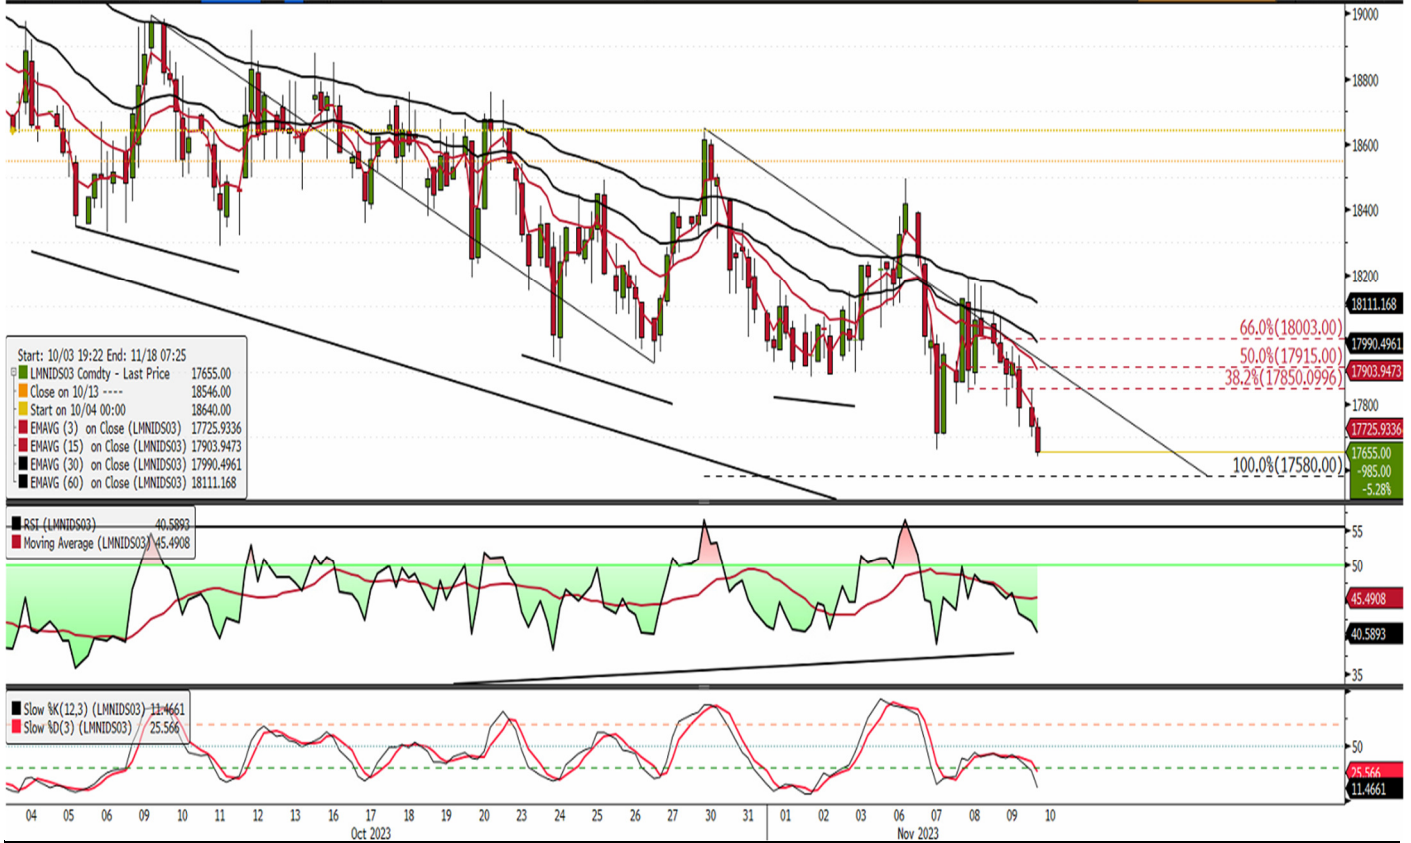 19000
18800
18600
18400
18200
18111.168
66.0%(18003.00)
17990.4961
50.0%(17915.00)
17903.9473
38.2%(17850.0996)
17800
17725.9336
17655.00
-985.00
-5.28%
100.0%(17580.00)
Start: 10/03 19:22 End: 11/18 07:25
LMNIDS03 Comdty - Last Price 17655.00
Close on 10/13 ---- 18546.00
Start on 10/04 00:00 18640.00
EMAVG (3) on Close (LMNIDS03) 17725.9336
EMAVG (15) on Close (LMNIDS03) 17903.9473
EMAVG (30) on Close (LMNIDS03) 17990.4961
EMAVG (60) on Close (LMNIDS03) 18111.168
RSI (LMNIDS03) 40.5893
Moving Average (LMNIDS03) 45.4908
55
50
45.4908
40.5893
35
Slow %K(12,3) (LMNIDS03) 11.4661
Slow %D(3) (LMNIDS03) 25.566
50
25.566
11.4661
04 05 06 09 10 11 12 13 16 17 18 19 20 23 24 25 26 27 30 31 01 02 03 06 07 08 09 10
Oct 2023 Nov 2023